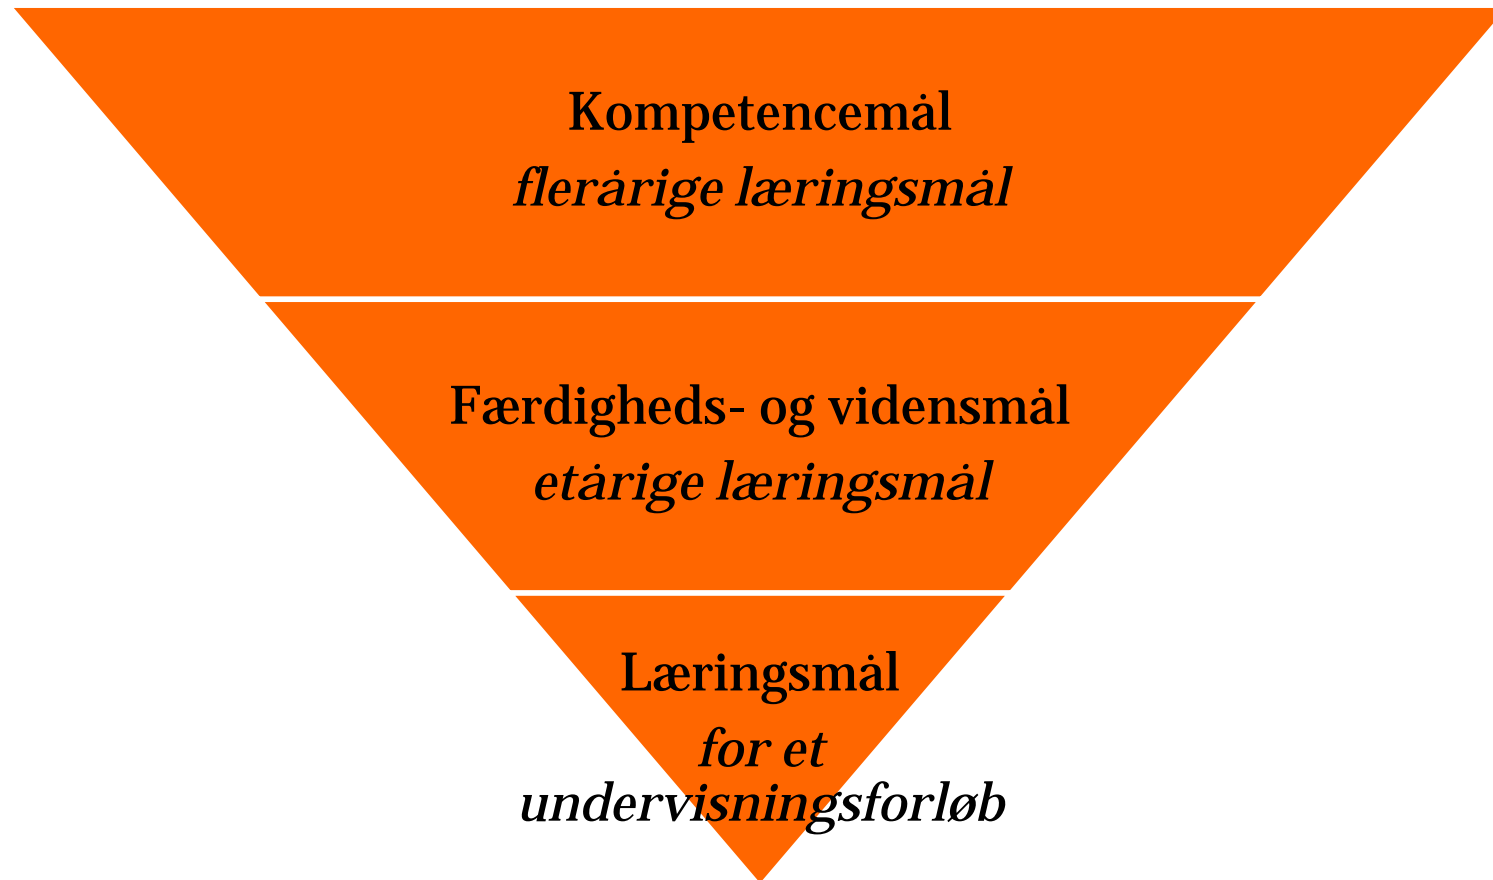 Kompetencemål
flerårige læringsmål
Færdigheds- og vidensmål
etårige læringsmål
Læringsmål
for et
undervisningsforløb